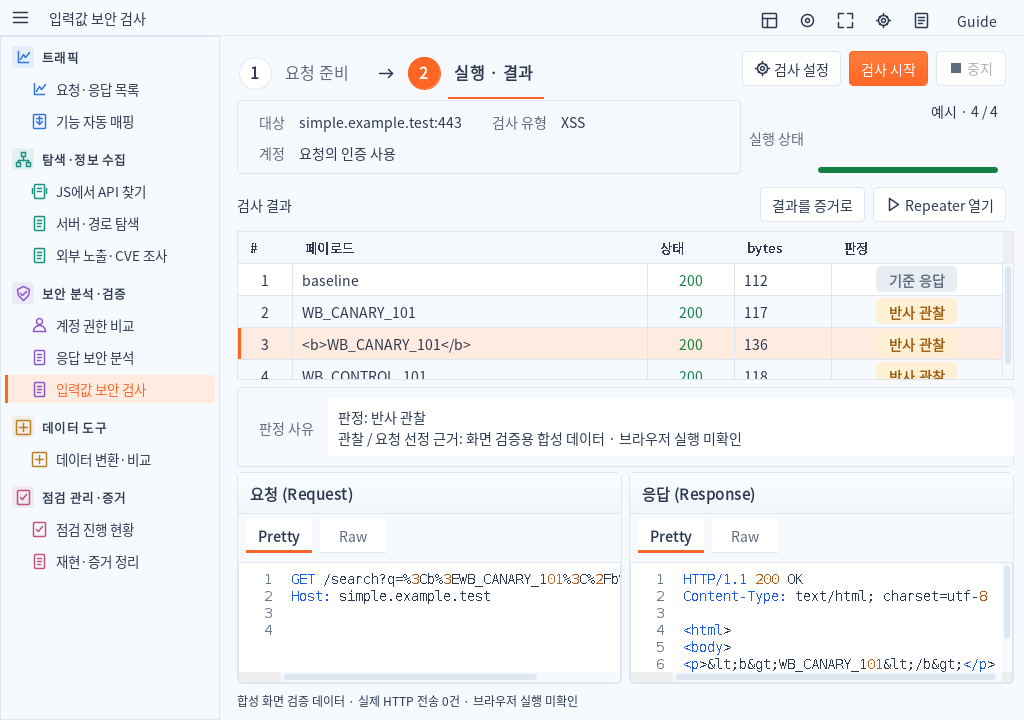 입력값 보안 검사
Guide
트래픽
요청·응답 목록
기능 자동 매핑
탐색·정보 수집
JS에서 API 찾기
서버·경로 탐색
외부 노출·CVE 조사
보안 분석·검증
계정 권한 비교
응답 보안 분석
입력값 보안 검사
데이터 도구
데이터 변환·비교
점검 관리·증거
점검 진행 현황
재현·증거 정리
1 요청 준비 → 2 실행 · 결과
검사 설정
검사 시작
중지
대상 simple.example.test:443 검사 유형 XSS
계정 요청의 인증 사용
실행 상태
예시 · 4 / 4
검사 결과
결과를 증거로
Repeater 열기
# 페이로드 상태 bytes 판정
1 baseline 200 112 기준 응답
2 WB_CANARY_101 200 117 반사 관찰
3 <b>WB_CANARY_101</b> 200 136 반사 관찰
4 WB_CONTROL_101 200 118 반사 관찰
판정 사유
판정: 반사 관찰
관찰 / 요청 선정 근거: 화면 검증용 합성 데이터 · 브라우저 실행 미확인
요청 (Request)
Pretty Raw
1 GET /search?q=%3Cb%3EWB_CANARY_101%3C%2Fb%
2 Host: simple.example.test
3
4
응답 (Response)
Pretty Raw
1 HTTP/1.1 200 OK
2 Content-Type: text/html; charset=utf-8
3
4 <html>
5 <body>
6 <p>&lt;b&gt;WB_CANARY_101&lt;/b&gt;</p>
합성 화면 검증 데이터 · 실제 HTTP 전송 0건 · 브라우저 실행 미확인